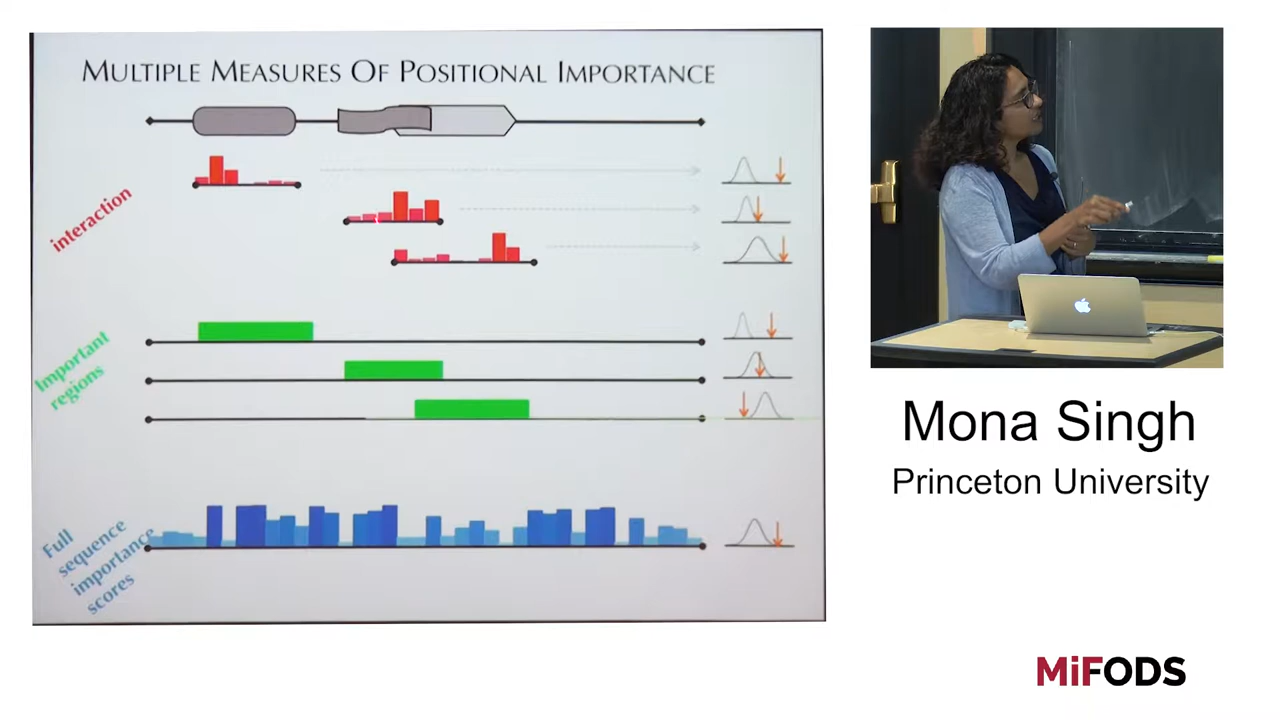 MULTIPLE MEASURES OF POSITIONAL IMPORTANCE
interaction
Important
regions
Full
sequence
importance
scores
Mona Singh
Princeton University
MiFODS